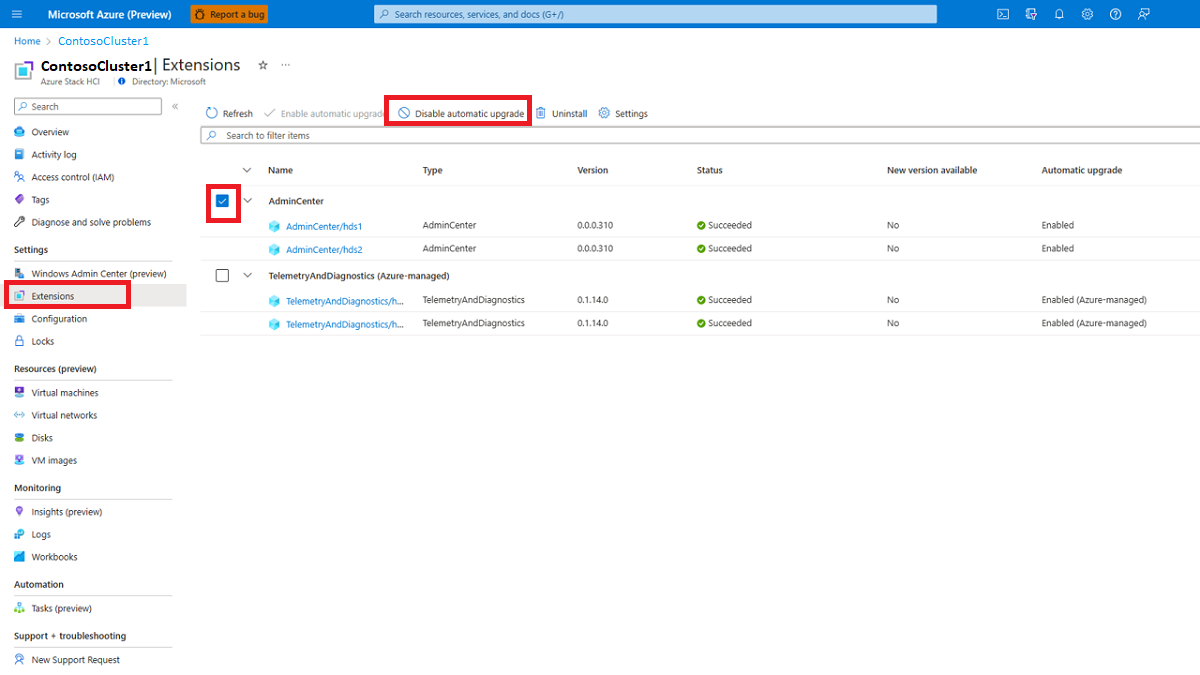 Microsoft Azure (Preview)
Report a bug
Search resources, services, and docs (G+/)
Home > ContosoCluster1
ContosoCluster1 | Extensions
Azure Stack HCI
Directory: Microsoft
Search
Overview
Activity log
Access control (IAM)
Tags
Diagnose and solve problems
Settings
Windows Admin Center (preview)
Extensions
Configuration
Locks
Resources (preview)
Virtual machines
Virtual networks
Disks
VM images
Monitoring
Insights (preview)
Logs
Workbooks
Automation
Tasks (preview)
Support + troubleshooting
New Support Request
Refresh Enable automatic upgrade Disable automatic upgrade Uninstall Settings
Search to filter items
Name Type Version Status New version available Automatic upgrade
AdminCenter
AdminCenter/hds1 AdminCenter 0.0.0.310 Succeeded No Enabled
AdminCenter/hds2 AdminCenter 0.0.0.310 Succeeded No Enabled
TelemetryAndDiagnostics (Azure-managed)
TelemetryAndDiagnostics/h... TelemetryAndDiagnostics 0.1.14.0 Succeeded No Enabled (Azure-managed)
TelemetryAndDiagnostics/h... TelemetryAndDiagnostics 0.1.14.0 Succeeded No Enabled (Azure-managed)